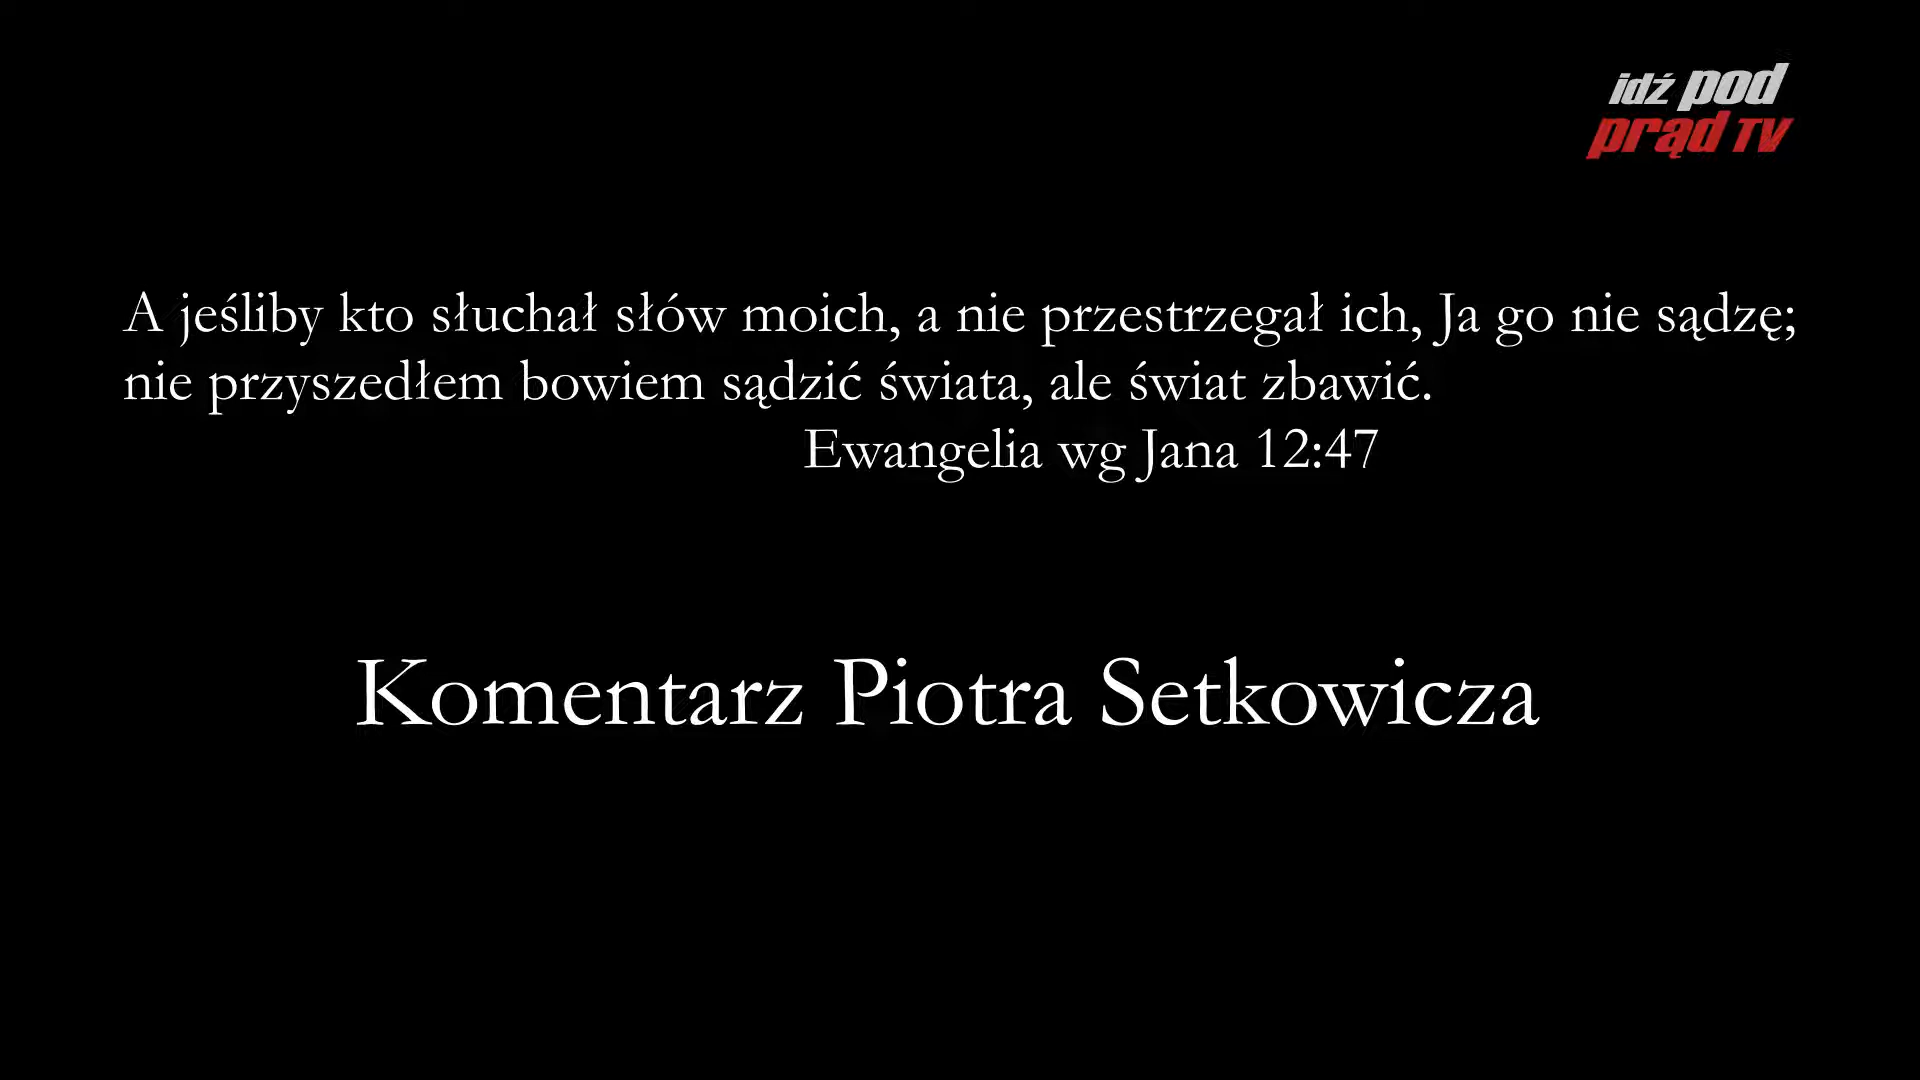 idź pod
prąd TV
A jeśliby kto słuchał słów moich, a nie przestrzegał ich, Ja go nie sądzę;
nie przyszedłem bowiem sądzić świata, ale świat zbawić.
Ewangelia wg Jana 12:47
Komentarz Piotra Setkowicza